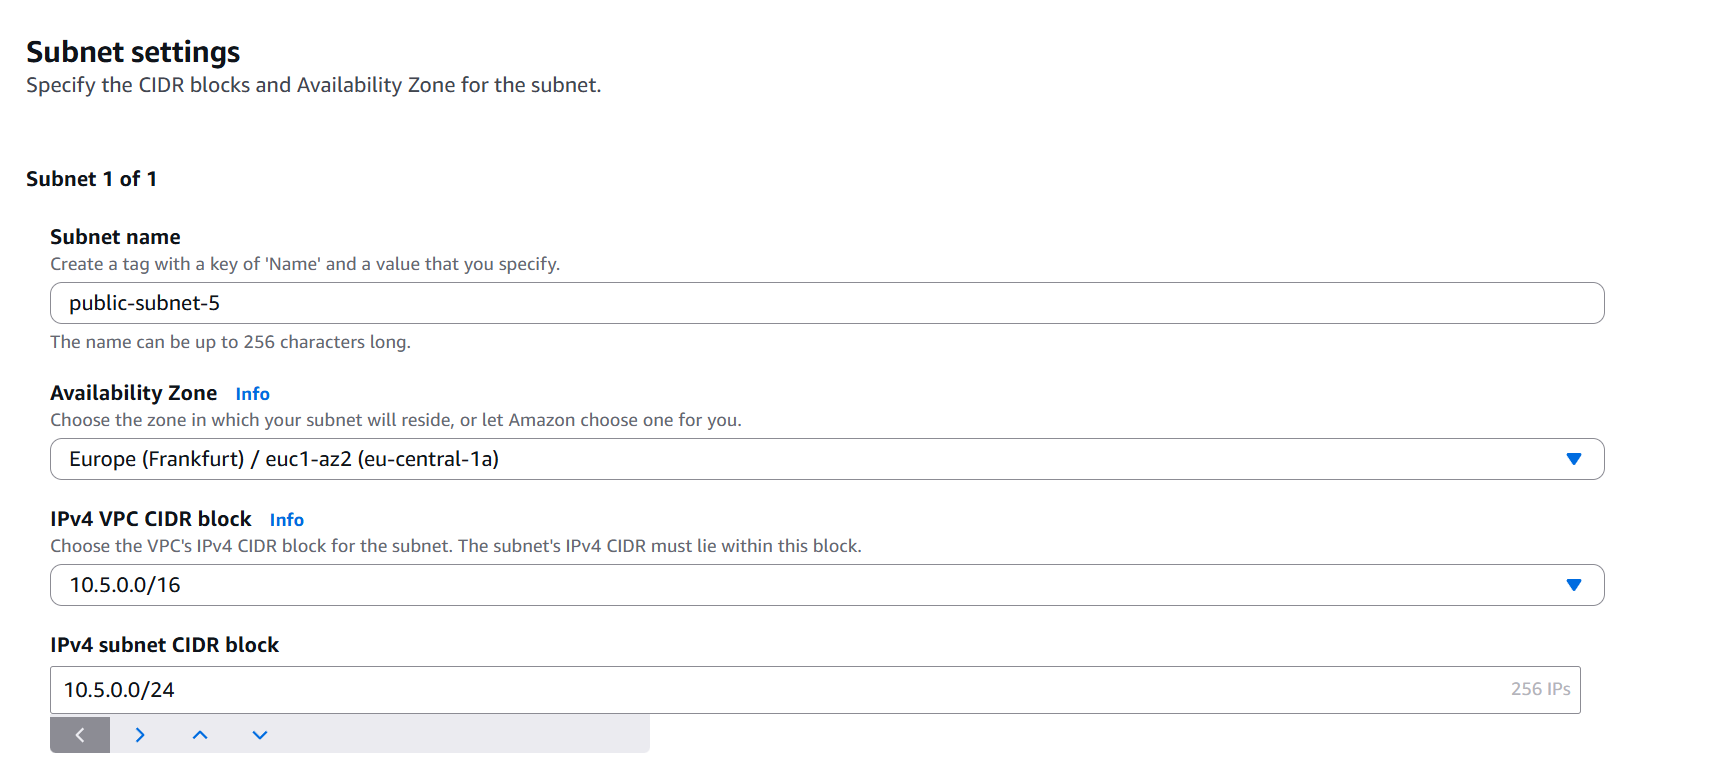 Subnet settings
Specify the CIDR blocks and Availability Zone for the subnet.
Subnet 1 of 1
Subnet name
Create a tag with a key of 'Name' and a value that you specify.
public-subnet-5
The name can be up to 256 characters long.
Availability Zone Info
Choose the zone in which your subnet will reside, or let Amazon choose one for you.
Europe (Frankfurt) / euc1-az2 (eu-central-1a)
IPv4 VPC CIDR block Info
Choose the VPC's IPv4 CIDR block for the subnet. The subnet's IPv4 CIDR must lie within this block.
10.5.0.0/16
IPv4 subnet CIDR block
10.5.0.0/24 256 IPs